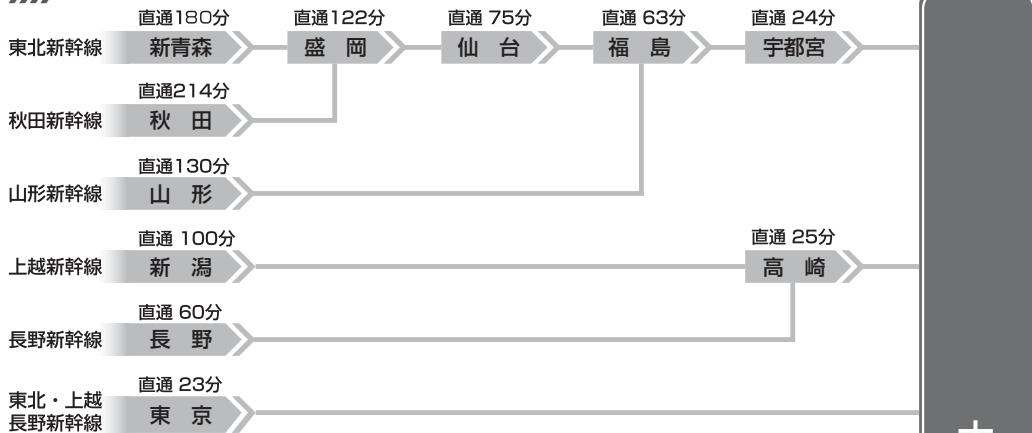 直通180分 直通122分 直通 75分 直通 63分 直通 24分
東北新幹線 新青森 盛 岡 仙 台 福 島 宇都宮
直通214分
秋田新幹線 秋 田
直通130分
山形新幹線 山 形
直通 100分 直通 25分
上越新幹線 新 潟 高 崎
直通 60分
長野新幹線 長 野
直通 23分
東北・上越
長野新幹線 東 京